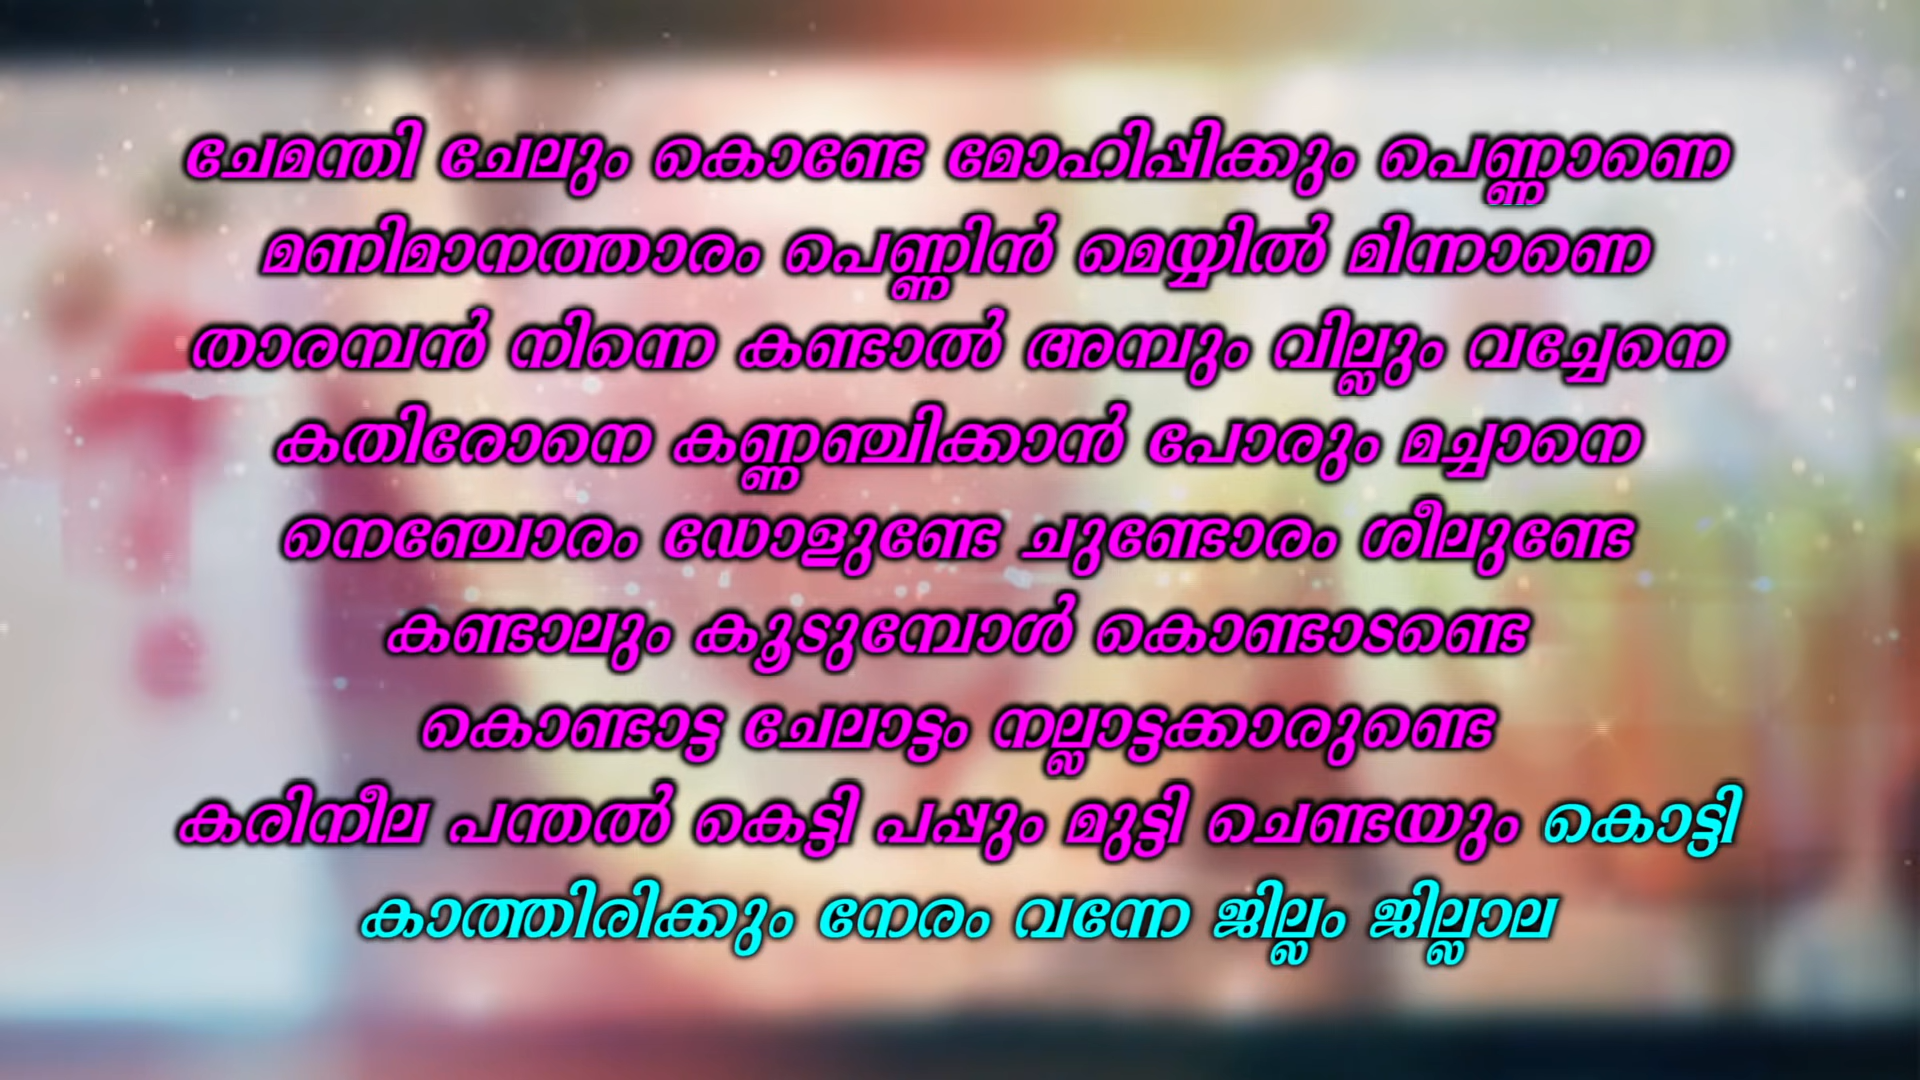 ചേമന്തി ചേലും കൊണ്ടേ മോഹിപ്പിക്കും പെണ്ണാണെ
മണിമാനത്താരം പെണ്ണിൻ മെയ്യിൽ മിന്നാണെ
താരമ്പൻ നിന്നെ കണ്ടാൽ അമ്പും വില്ലും വച്ചേനെ
കതിരോനെ കണ്ണഞ്ചിക്കാൻ പോരും മച്ചാനെ
നെഞ്ചോരം ഡോളുണ്ടേ ചുണ്ടോരം ശീലുണ്ടേ
കണ്ടാലും കൂടുമ്പോൾ കൊണ്ടാടണ്ടെ
കൊണ്ടാട്ട ചേലാട്ടം നല്ലാട്ടക്കാരുണ്ടെ
കരിനീല പന്തൽ കെട്ടി പപ്പും മുട്ടി ചെണ്ടയും കൊട്ടി
കാത്തിരിക്കും നേരം വന്നേ ജില്ലം ജില്ലാല